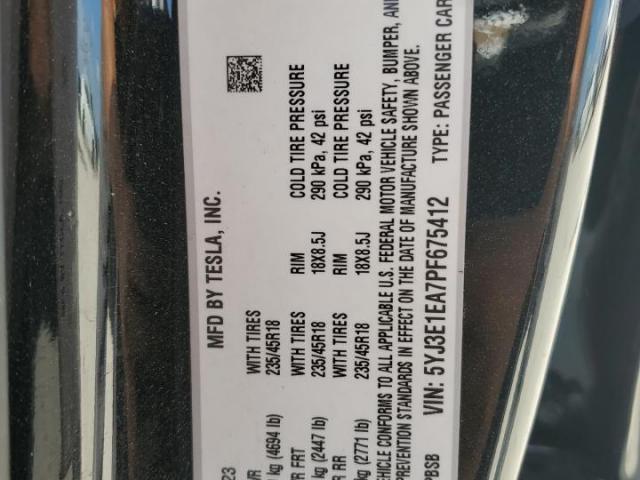 23
MFD BY TESLA, INC.
WITH TIRES
235/45R18
kg (4694 lb)
FRT WITH TIRES RIM COLD TIRE PRESSURE
kg (2447 lb) 235/45R18 18X8.5J 290 kPa, 42 psi
RR WITH TIRES RIM COLD TIRE PRESSURE
kg (2771 lb) 235/45R18 18X8.5J 290 kPa, 42 psi
VEHICLE CONFORMS TO ALL APPLICABLE U.S. FEDERAL MOTOR VEHICLE SAFETY, BUMPER, AND
PREVENTION STANDARDS IN EFFECT ON THE DATE OF MANUFACTURE SHOWN ABOVE.
VIN: 5YJ3E1EA7PF675412 TYPE: PASSENGER CAR
PBSB